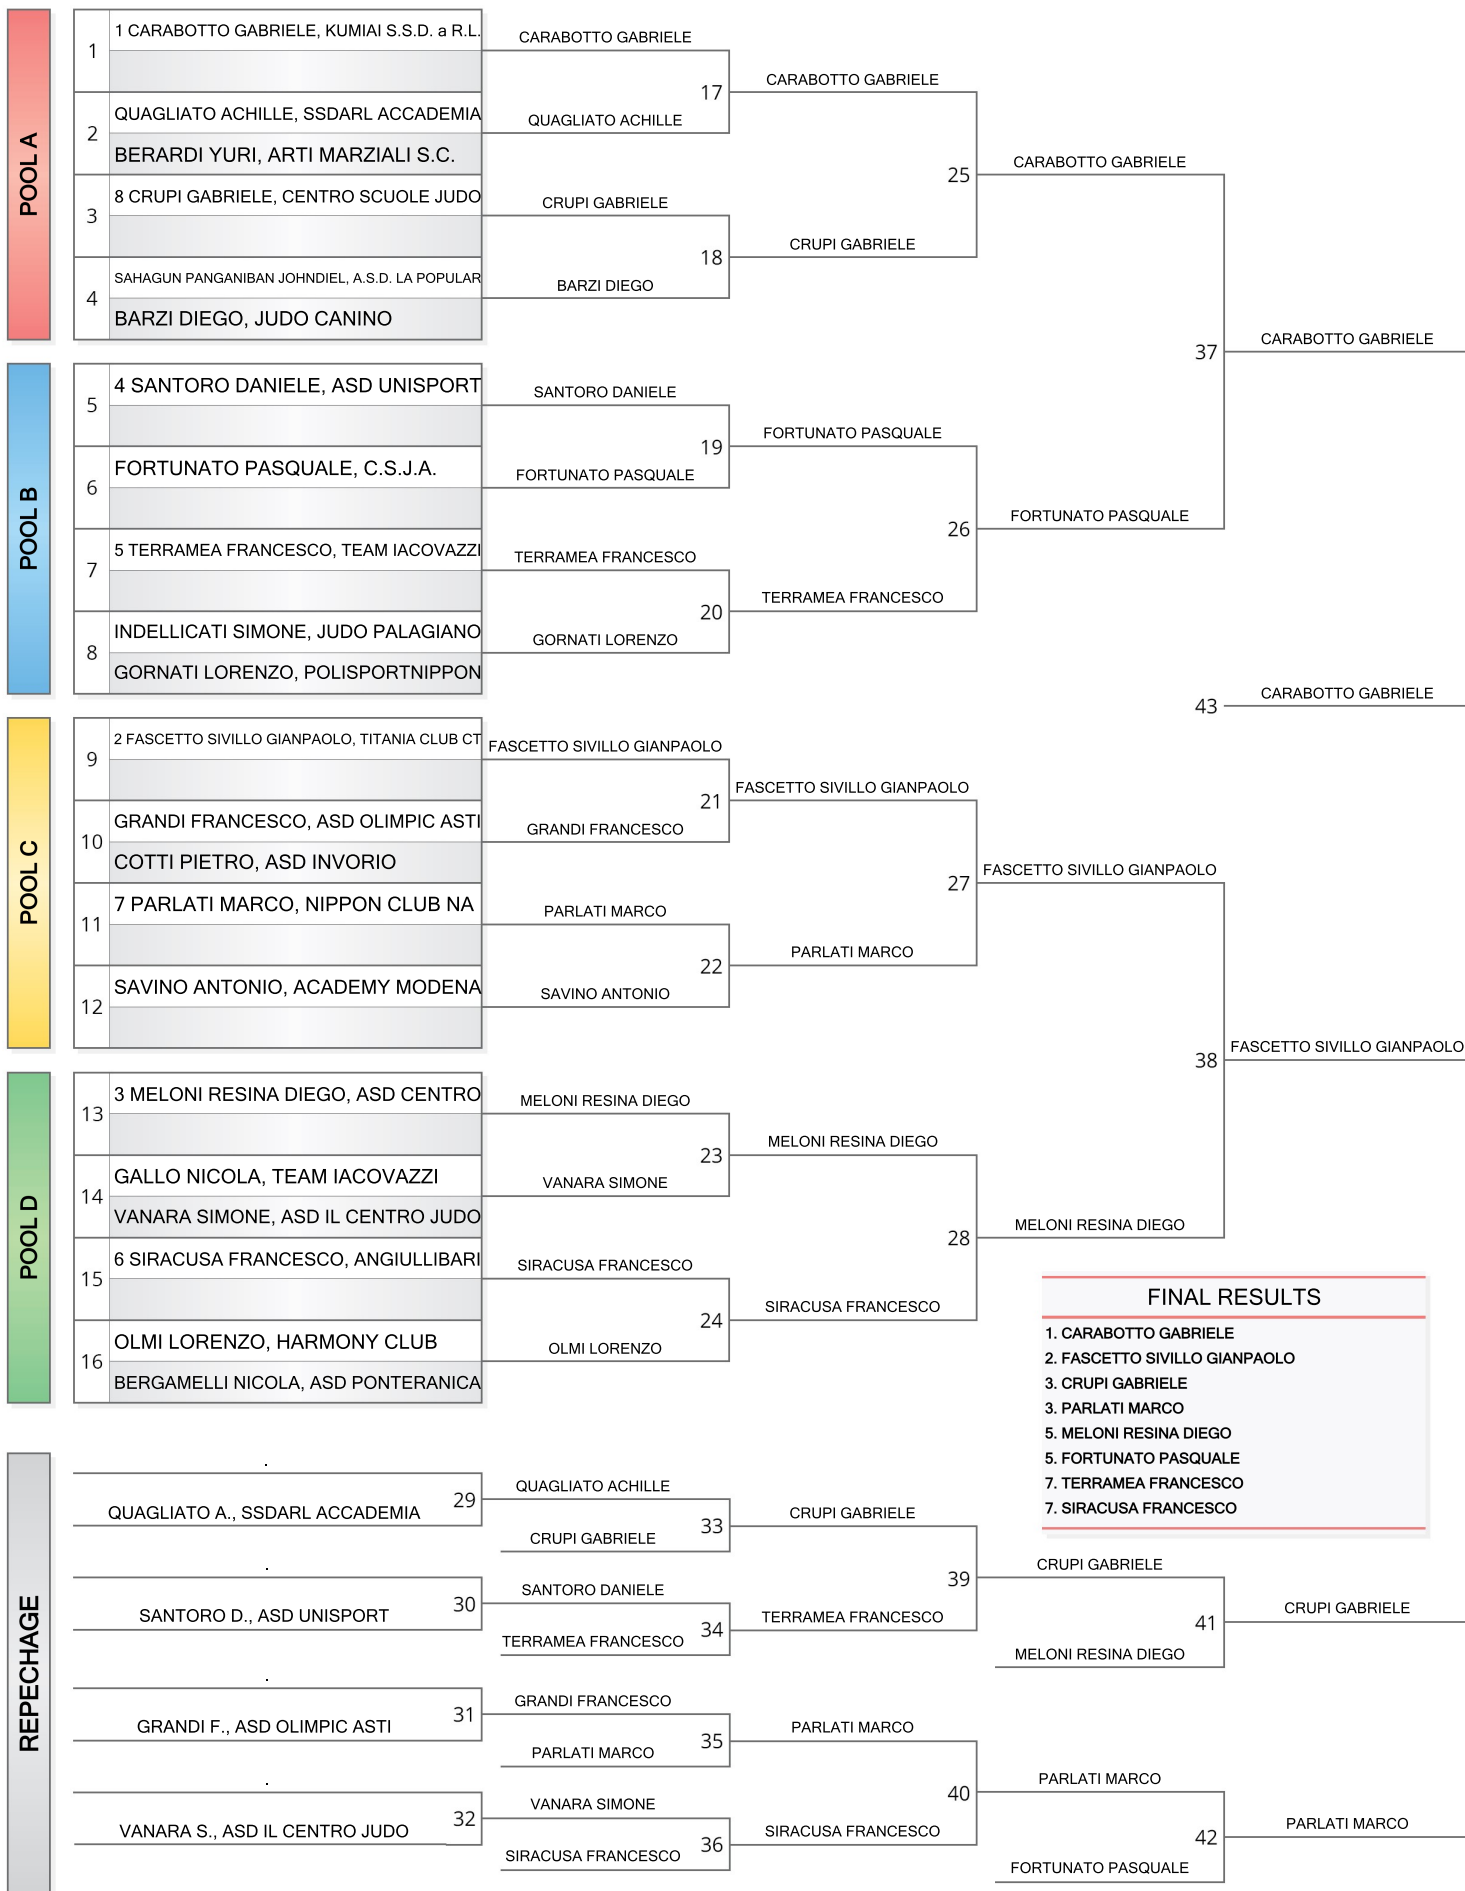 POOL A
1
1 CARABOTTO GABRIELE, KUMIAI S.S.D. a R.L.
2
QUAGLIATO ACHILLE, SSDARL ACCADEMIA
BERARDI YURI, ARTI MARZIALI S.C.
3
8 CRUPI GABRIELE, CENTRO SCUOLE JUDO
4
SAHAGUN PANGANIBAN JOHNDIEL, A.S.D. LA POPULAR
BARZI DIEGO, JUDO CANINO
CARABOTTO GABRIELE
17
QUAGLIATO ACHILLE
CRUPI GABRIELE
18
BARZI DIEGO
CARABOTTO GABRIELE
25
CRUPI GABRIELE
CARABOTTO GABRIELE
POOL B
5
4 SANTORO DANIELE, ASD UNISPORT
6
FORTUNATO PASQUALE, C.S.J.A.
7
5 TERRAMEA FRANCESCO, TEAM IACOVAZZI
8
INDELLICATI SIMONE, JUDO PALAGIANO
GORNATI LORENZO, POLISPORTNIPPON
SANTORO DANIELE
19
FORTUNATO PASQUALE
TERRAMEA FRANCESCO
20
GORNATI LORENZO
FORTUNATO PASQUALE
26
TERRAMEA FRANCESCO
FORTUNATO PASQUALE
37
CARABOTTO GABRIELE
43
CARABOTTO GABRIELE
POOL C
9
2 FASCETTO SIVILLO GIANPAOLO, TITANIA CLUB CT
10
GRANDI FRANCESCO, ASD OLIMPIC ASTI
COTTI PIETRO, ASD INVORIO
11
7 PARLATI MARCO, NIPPON CLUB NA
12
SAVINO ANTONIO, ACADEMY MODENA
FASCETTO SIVILLO GIANPAOLO
21
GRANDI FRANCESCO
PARLATI MARCO
22
SAVINO ANTONIO
FASCETTO SIVILLO GIANPAOLO
27
PARLATI MARCO
FASCETTO SIVILLO GIANPAOLO
38
FASCETTO SIVILLO GIANPAOLO
POOL D
13
3 MELONI RESINA DIEGO, ASD CENTRO
14
GALLO NICOLA, TEAM IACOVAZZI
VANARA SIMONE, ASD IL CENTRO JUDO
15
6 SIRACUSA FRANCESCO, ANGIULLIBARI
16
OLMI LORENZO, HARMONY CLUB
BERGAMELLI NICOLA, ASD PONTERANICA
MELONI RESINA DIEGO
23
VANARA SIMONE
SIRACUSA FRANCESCO
24
OLMI LORENZO
MELONI RESINA DIEGO
28
SIRACUSA FRANCESCO
MELONI RESINA DIEGO
FINAL RESULTS
1. CARABOTTO GABRIELE
2. FASCETTO SIVILLO GIANPAOLO
3. CRUPI GABRIELE
3. PARLATI MARCO
5. MELONI RESINA DIEGO
5. FORTUNATO PASQUALE
7. TERRAMEA FRANCESCO
7. SIRACUSA FRANCESCO
REPECHAGE
.
29
QUAGLIATO A., SSDARL ACCADEMIA
.
30
SANTORO D., ASD UNISPORT
.
31
GRANDI F., ASD OLIMPIC ASTI
.
32
VANARA S., ASD IL CENTRO JUDO
QUAGLIATO ACHILLE
33
CRUPI GABRIELE
SANTORO DANIELE
34
TERRAMEA FRANCESCO
GRANDI FRANCESCO
35
PARLATI MARCO
VANARA SIMONE
36
SIRACUSA FRANCESCO
CRUPI GABRIELE
39
TERRAMEA FRANCESCO
PARLATI MARCO
40
SIRACUSA FRANCESCO
CRUPI GABRIELE
41
MELONI RESINA DIEGO
PARLATI MARCO
42
FORTUNATO PASQUALE
CRUPI GABRIELE
PARLATI MARCO